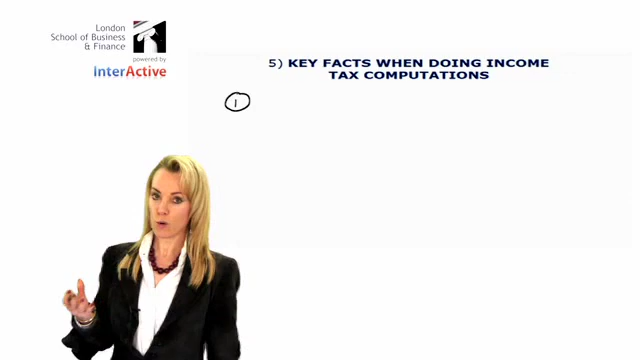 London
School of Business
& Finance
powered by
InterActive
5) KEY FACTS WHEN DOING INCOME
TAX COMPUTATIONS
1